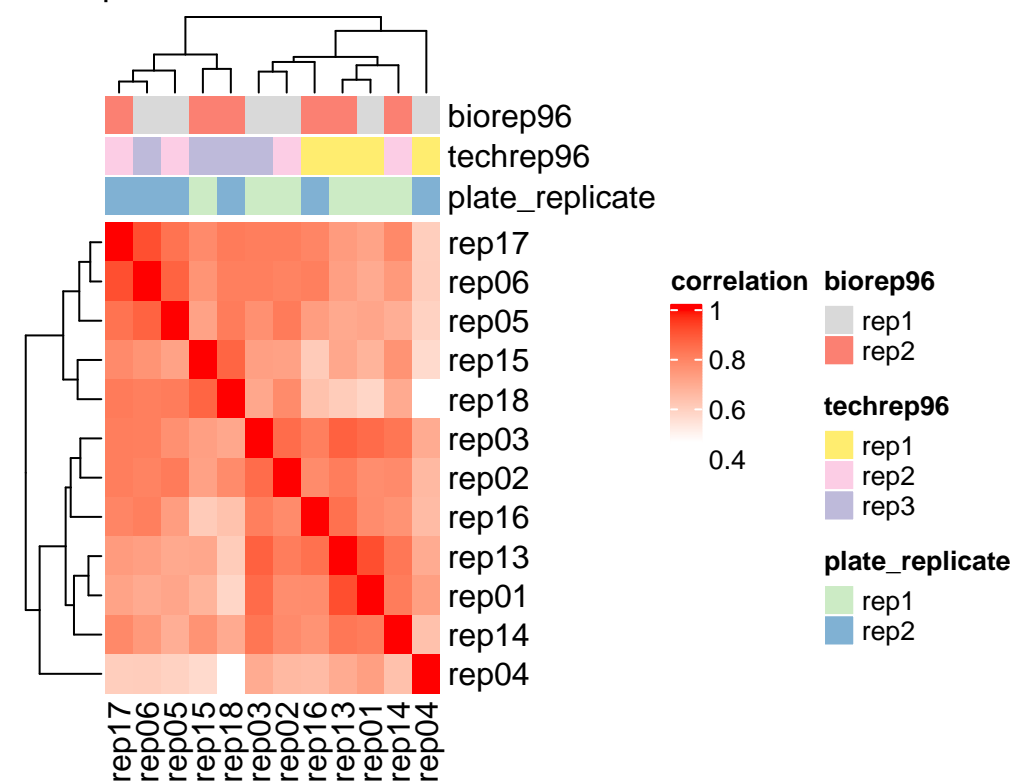 biorep96
techrep96
plate_replicate
rep17
rep06
rep05
rep15
rep18
rep03
rep02
rep16
rep13
rep01
rep14
rep04
rep17 rep06 rep05 rep15 rep18 rep03 rep02 rep16 rep13 rep01 rep14 rep04
correlation
1
0.8
0.6
0.4
biorep96
rep1
rep2
techrep96
rep1
rep2
rep3
plate_replicate
rep1
rep2